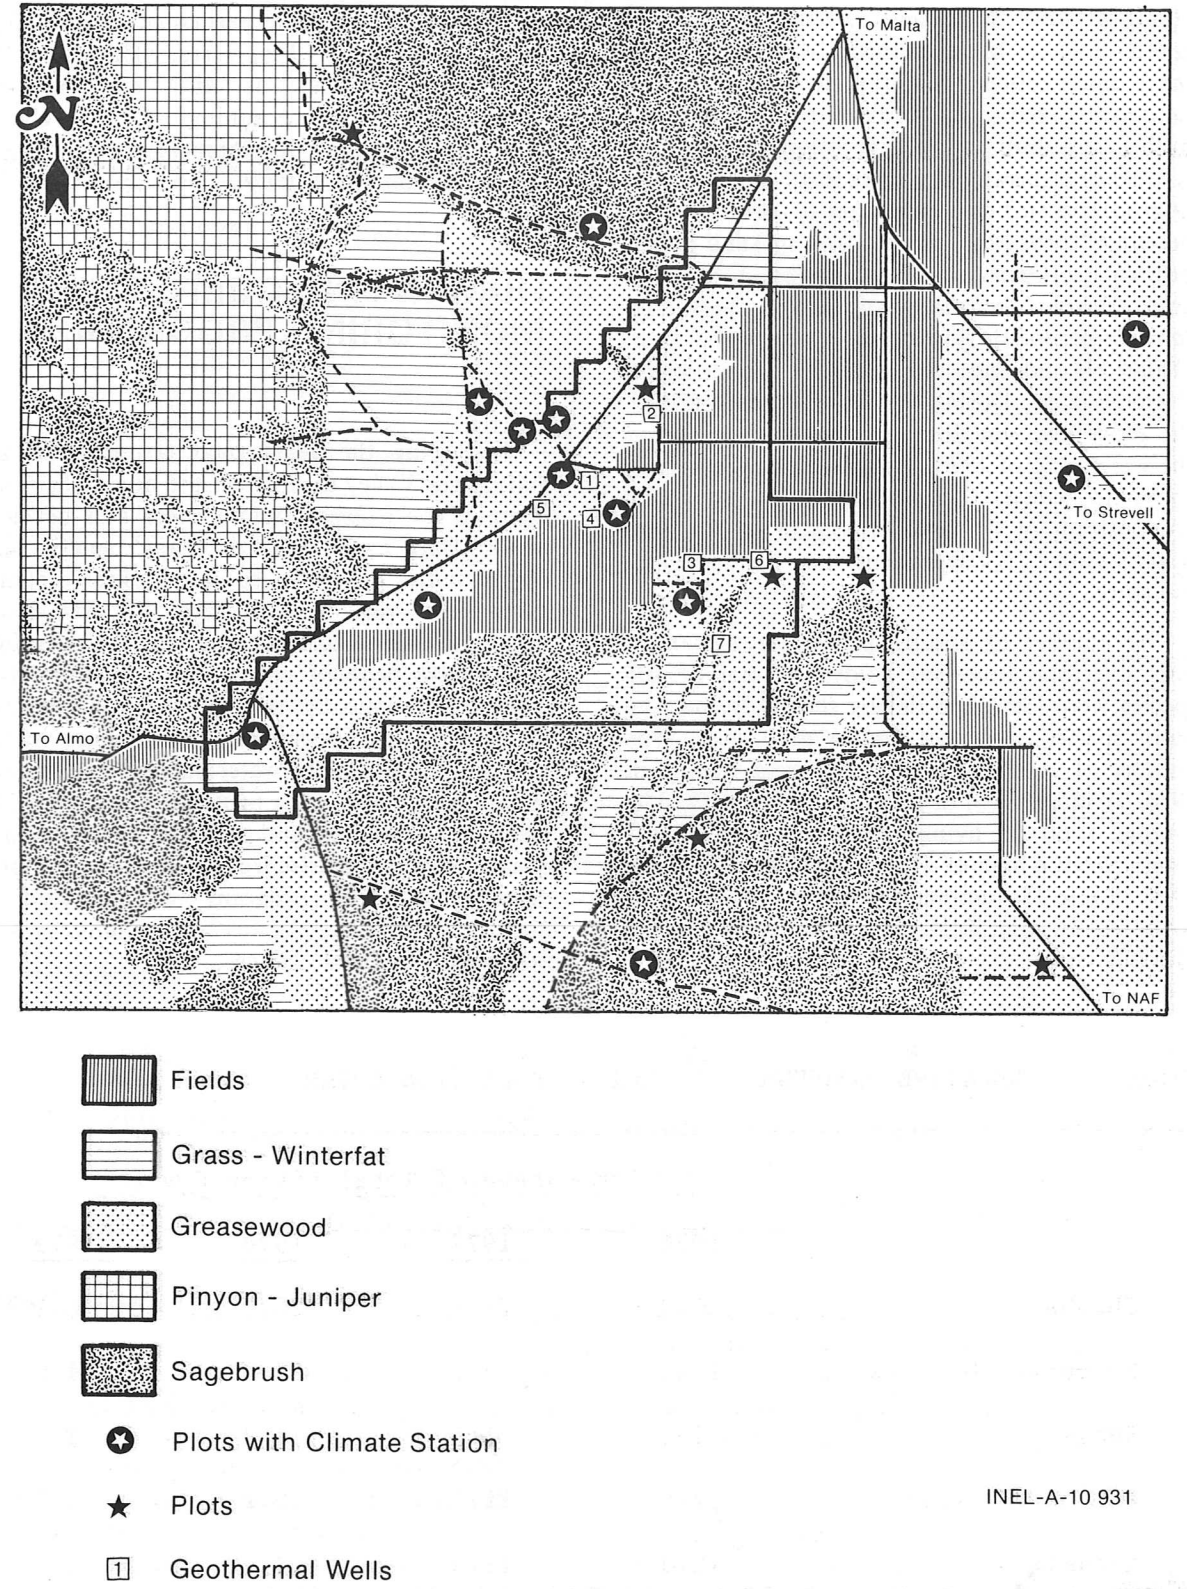 To Malta
N
2
1
5
4
To Strevell
3
6
7
To Almo
To NAF
Fields
Grass - Winterfat
Greasewood
Pinyon - Juniper
Sagebrush
Plots with Climate Station
Plots
INEL-A-10 931
1 Geothermal Wells